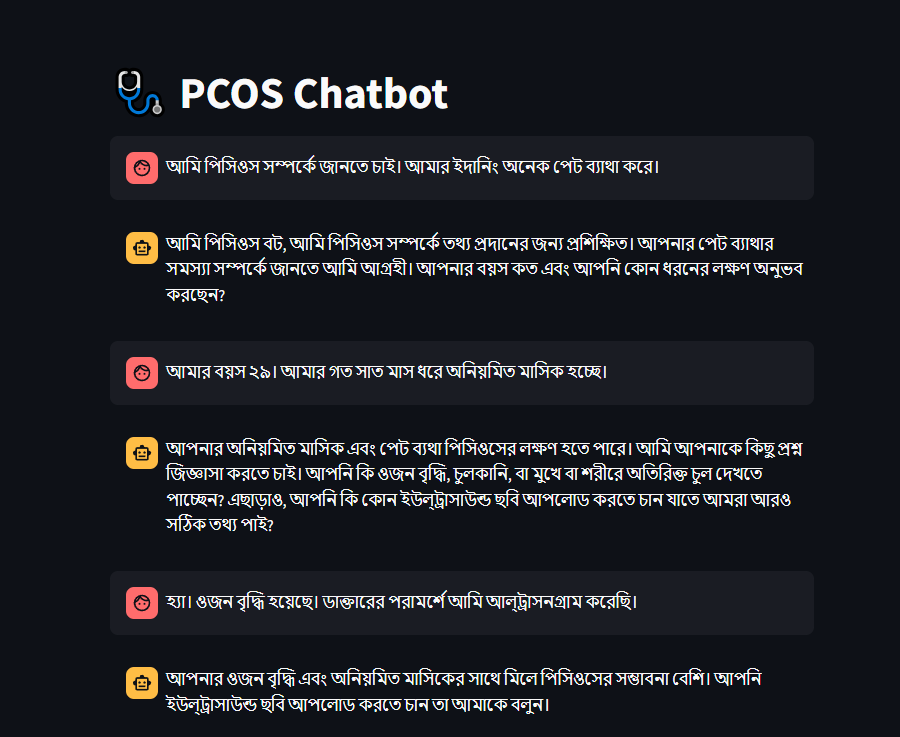 PCOS Chatbot
আমি পিসিওস সম্পর্কে জানতে চাই। আমার ইদানিং অনেক পেট ব্যাথা করে।
আমি পিসিওস বট, আমি পিসিওস সম্পর্কে তথ্য প্রদানের জন্য প্রশিক্ষিত। আপনার পেট ব্যাথার
সমস্যা সম্পর্কে জানতে আমি আগ্রহী। আপনার বয়স কত এবং আপনি কোন ধরনের লক্ষণ অনুভব
করছেন?
আমার বয়স ২৯। আমার গত সাত মাস ধরে অনিয়মিত মাসিক হচ্ছে।
আপনার অনিয়মিত মাসিক এবং পেট ব্যথা পিসিওসের লক্ষণ হতে পারে। আমি আপনাকে কিছু প্রশ্ন
জিজ্ঞাসা করতে চাই। আপনি কি ওজন বৃদ্ধি, চুলকানি, বা মুখে বা শরীরে অতিরিক্ত চুল দেখতে
পাচ্ছেন? এছাড়াও, আপনি কি কোন ইউল্ট্রাসাউন্ড ছবি আপলোড করতে চান যাতে আমরা আরও
সঠিক তথ্য পাই?
হ্যা। ওজন বৃদ্ধি হয়েছে। ডাক্তারের পরামর্শে আমি আল্ট্রাসনগ্রাম করেছি।
আপনার ওজন বৃদ্ধি এবং অনিয়মিত মাসিকের সাথে মিলে পিসিওসের সম্ভাবনা বেশি। আপনি
ইউল্ট্রাসাউন্ড ছবি আপলোড করতে চান তা আমাকে বলুন।